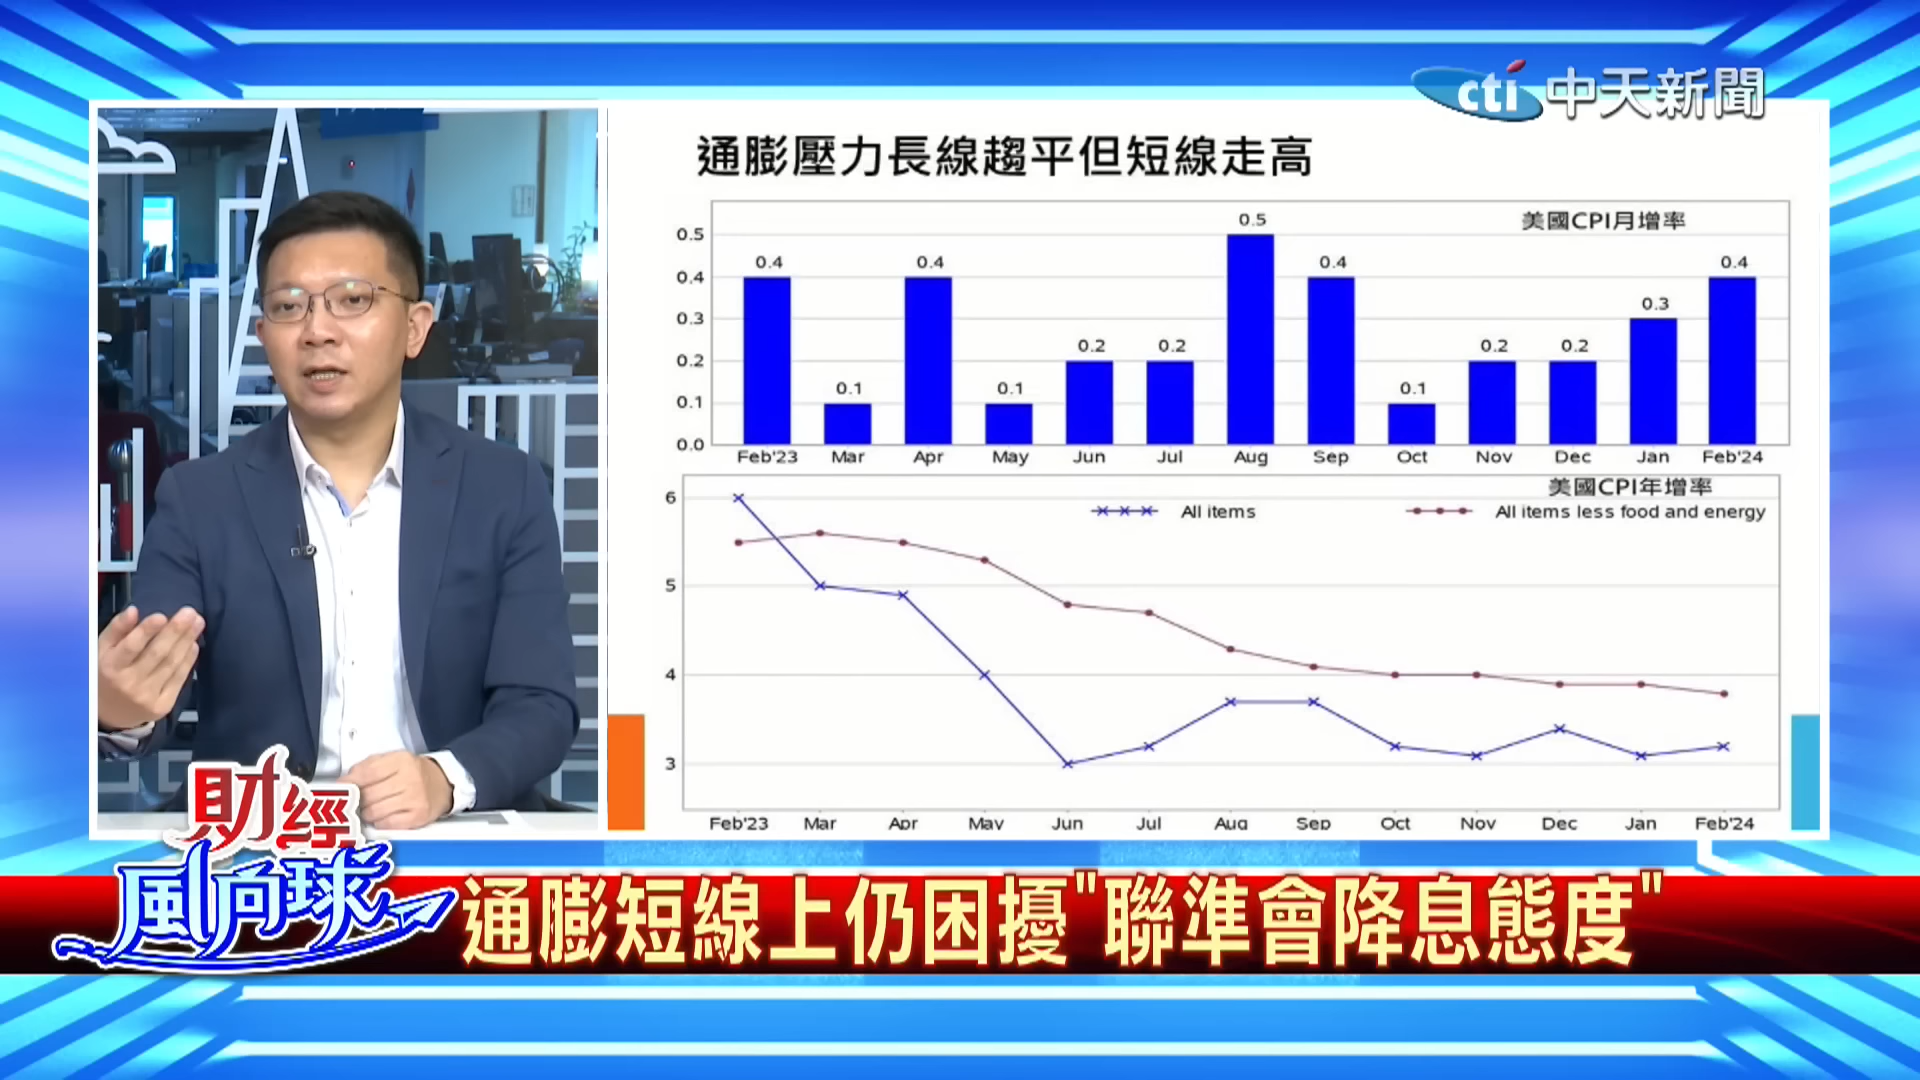 cti 中天新聞
通膨壓力長線趨平但短線走高
美國CPI月增率
0.5
0.4
0.3
0.2
0.1
0.0
0.4
0.1
0.4
0.1
0.2
0.2
0.5
0.4
0.1
0.2
0.2
0.3
0.4
Feb'23 Mar Apr May Jun Jul Aug Sep Oct Nov Dec Jan Feb'24
美國CPI年增率
All items All items less food and energy
6
5
4
3
Feb'23 Mar Apr May Jun Jul Aug Sep Oct Nov Dec Jan Feb'24
財經
風向球
通膨短線上仍困擾"聯準會降息態度"